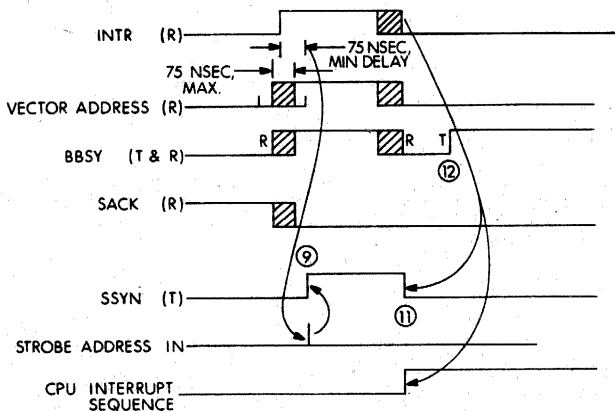 INTR (R)
75 NSEC,
MIN DELAY
75 NSEC,
MAX.
VECTOR ADDRESS (R)
R R T
BBSY (T & R)
12
SACK (R)
9
SSYN (T)
11
STROBE ADDRESS IN
CPU INTERRUPT
SEQUENCE